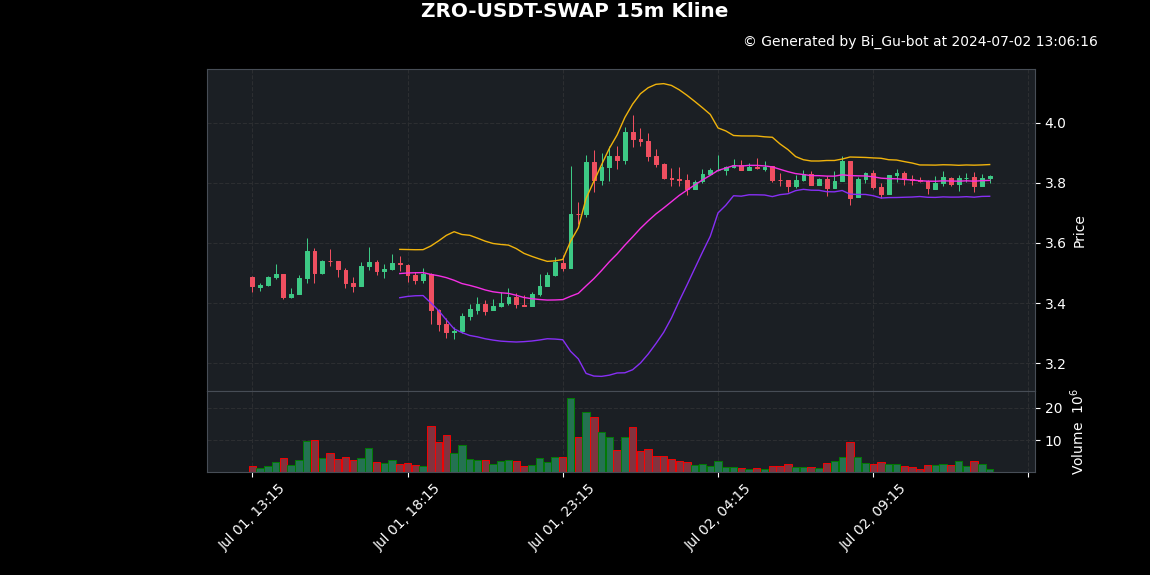 ZRO-USDT-SWAP 15m Kline
© Generated by Bi_Gu-bot at 2024-07-02 13:06:16
4.0
3.8
3.6
3.4
3.2
Price
20
10
Volume 10^6
Jul 01, 13:15
Jul 01, 18:15
Jul 01, 23:15
Jul 02, 04:15
Jul 02, 09:15